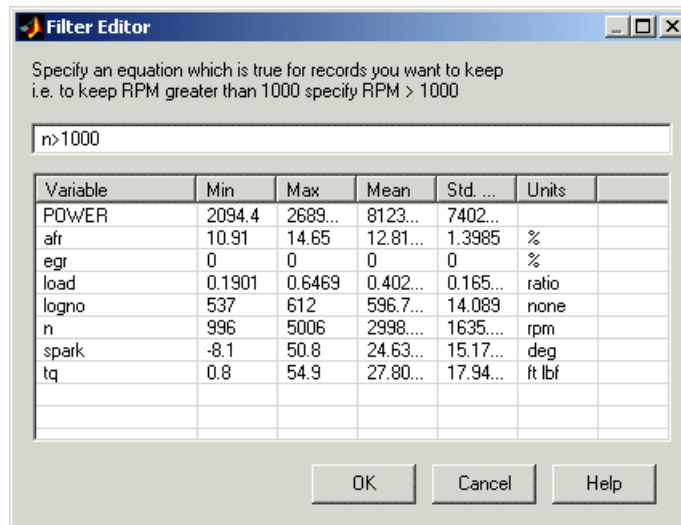 Filter Editor
Specify an equation which is true for records you want to keep
i.e. to keep RPM greater than 1000 specify RPM > 1000
n>1000
Variable Min Max Mean Std. ... Units
POWER 2094.4 2689... 8123... 7402...
afr 10.91 14.65 12.81... 1.3985 %
egr 0 0 0 0 %
load 0.1901 0.6469 0.402... 0.165... ratio
logno 537 612 596.7... 14.089 none
n 996 5006 2998.... 1635.... rpm
spark -8.1 50.8 24.63... 15.17... deg
tq 0.8 54.9 27.80... 17.94... ft lbf
OK Cancel Help